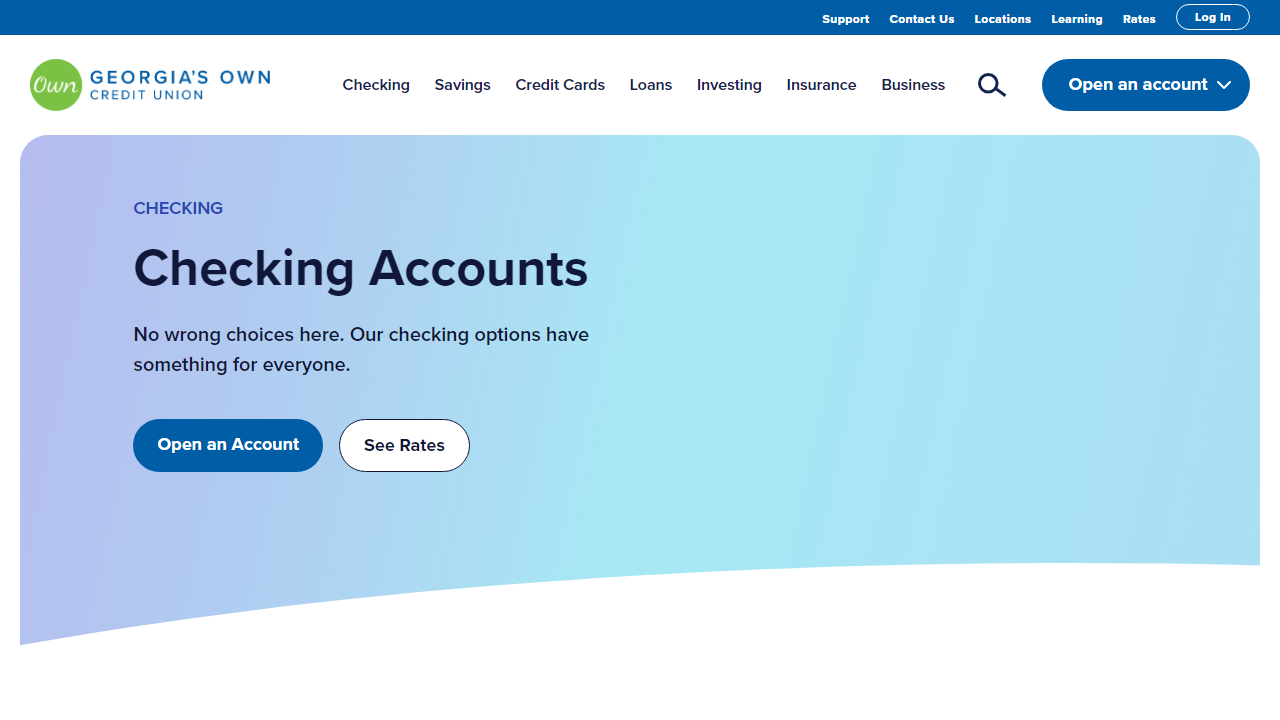 Support Contact Us Locations Learning Rates Log In
Own GEORGIA'S OWN
CREDIT UNION
Checking Savings Credit Cards Loans Investing Insurance Business Open an account
CHECKING
Checking Accounts
No wrong choices here. Our checking options have
something for everyone.
Open an Account See Rates